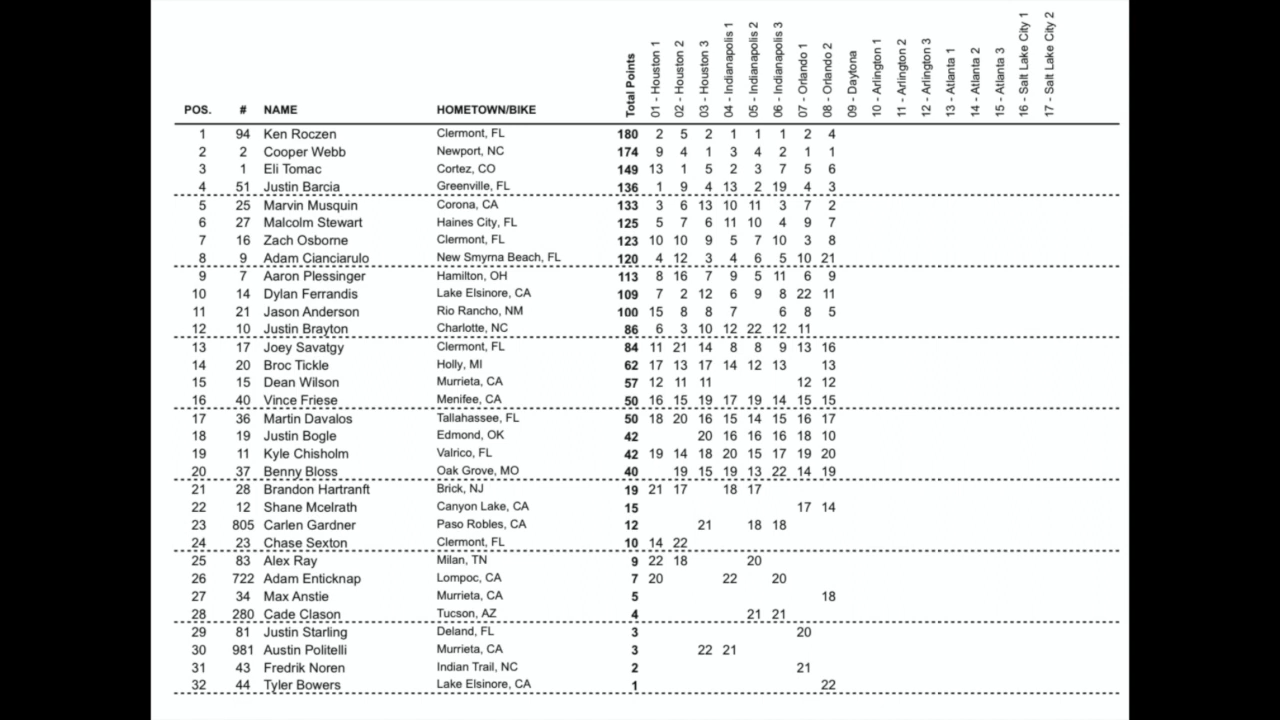 POS. # NAME HOMETOWN/BIKE Total Points 01 - Houston 1 02 - Houston 2 03 - Houston 3 04 - Indianapolis 1 05 - Indianapolis 2 06 - Indianapolis 3 07 - Orlando 1 08 - Orlando 2 09 - Daytona 10 - Arlington 1 11 - Arlington 2 12 - Arlington 3 13 - Atlanta 1 14 - Atlanta 2 15 - Atlanta 3 16 - Salt Lake City 1 17 - Salt Lake City 2
1 94 Ken Roczen Clermont, FL 180 2 5 2 1 1 1 2 4
2 2 Cooper Webb Newport, NC 174 9 4 1 3 4 2 1 1
3 1 Eli Tomac Cortez, CO 149 13 1 5 2 3 7 5 6
4 51 Justin Barcia Greenville, FL 136 1 9 4 13 2 19 4 3
5 25 Marvin Musquin Corona, CA 133 3 6 13 10 11 3 7 2
6 27 Malcolm Stewart Haines City, FL 125 5 7 6 11 10 4 9 7
7 16 Zach Osborne Clermont, FL 123 10 10 9 5 7 10 3 8
8 9 Adam Cianciarulo New Smyrna Beach, FL 120 4 12 3 4 6 5 10 21
9 7 Aaron Plessinger Hamilton, OH 113 8 16 7 9 5 11 6 9
10 14 Dylan Ferrandis Lake Elsinore, CA 109 7 2 12 6 9 8 22 11
11 21 Jason Anderson Rio Rancho, NM 100 15 8 8 7 6 8 5
12 10 Justin Brayton Charlotte, NC 86 6 3 10 12 22 12 11
13 17 Joey Savatgy Clermont, FL 84 11 21 14 8 8 9 13 16
14 20 Broc Tickle Holly, MI 62 17 13 17 14 12 13 13
15 15 Dean Wilson Murrieta, CA 57 12 11 11 12 12
16 40 Vince Friese Menifee, CA 50 16 15 19 17 19 14 15 15
17 36 Martin Davalos Tallahassee, FL 50 18 20 16 15 14 15 16 17
18 19 Justin Bogle Edmond, OK 42 20 16 16 16 18 10
19 11 Kyle Chisholm Valrico, FL 42 19 14 18 20 15 17 19 20
20 37 Benny Bloss Oak Grove, MO 40 19 15 19 13 22 14 19
21 28 Brandon Hartranft Brick, NJ 19 21 17 18 17
22 12 Shane Mcelrath Canyon Lake, CA 15 17 14
23 805 Carlen Gardner Paso Robles, CA 12 21 18 18
24 23 Chase Sexton Clermont, FL 10 14 22
25 83 Alex Ray Milan, TN 9 22 18 20
26 722 Adam Enticknap Lompoc, CA 7 20 22 20
27 34 Max Anstie Murrieta, CA 5 18
28 280 Cade Clason Tucson, AZ 4 21 21
29 81 Justin Starling Deland, FL 3 20
30 981 Austin Politelli Murrieta, CA 3 22 21
31 43 Fredrik Noren Indian Trail, NC 2 21
32 44 Tyler Bowers Lake Elsinore, CA 1 22